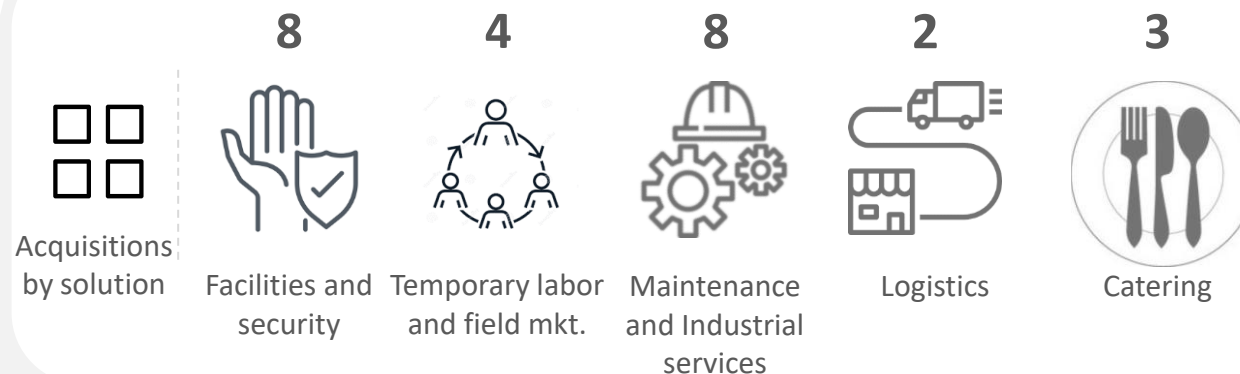 8
4
8
2
3
Acquisitions
by solution
Facilities and
security
Temporary labor
and field mkt.
Maintenance
and Industrial
services
Logistics
Catering